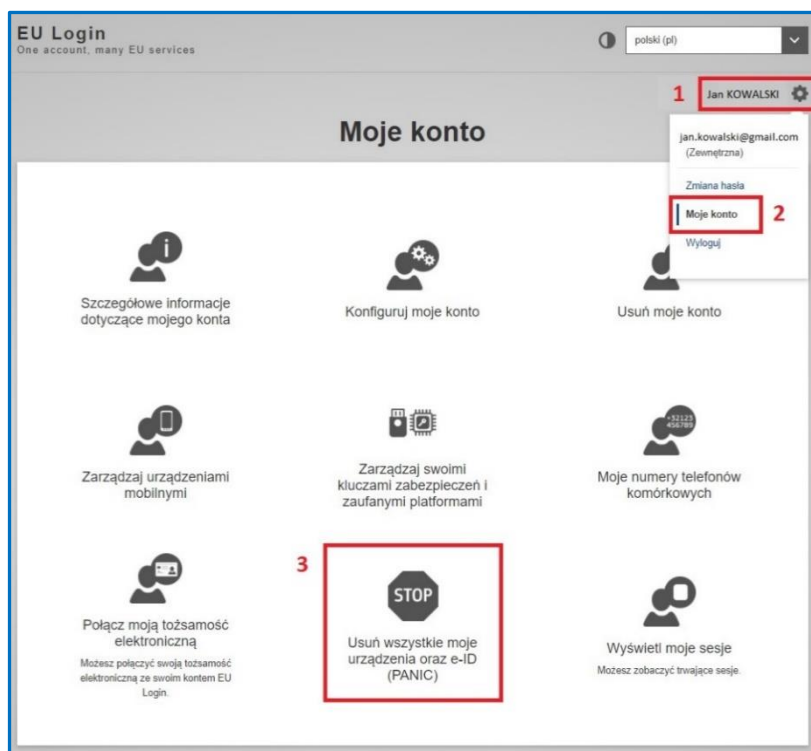 EU Login
One account, many EU services
polski (pl)
1
Jan KOWALSKI
Moje konto
jan.kowalski@gmail.com
(Zewnętrzna)
Zmiana hasła
Moje konto
2
Wyloguj
i
Szczegółowe informacje
dotyczące mojego konta
Konfiguruj moje konto
Usuń moje konto
Zarządzaj urządzeniami
mobilnymi
Zarządzaj swoimi
kluczami zabezpieczeń i
zaufanymi platformami
+32123
456789
Moje numery telefonów
komórkowych
Połącz moją tożsamość
elektroniczną
Możesz połączyć swoją tożsamość
elektroniczną ze swoim kontem EU
Login.
3
STOP
Usuń wszystkie moje
urządzenia oraz e-ID
(PANIC)
Wyświetl moje sesje
Możesz zobaczyć trwające sesje.